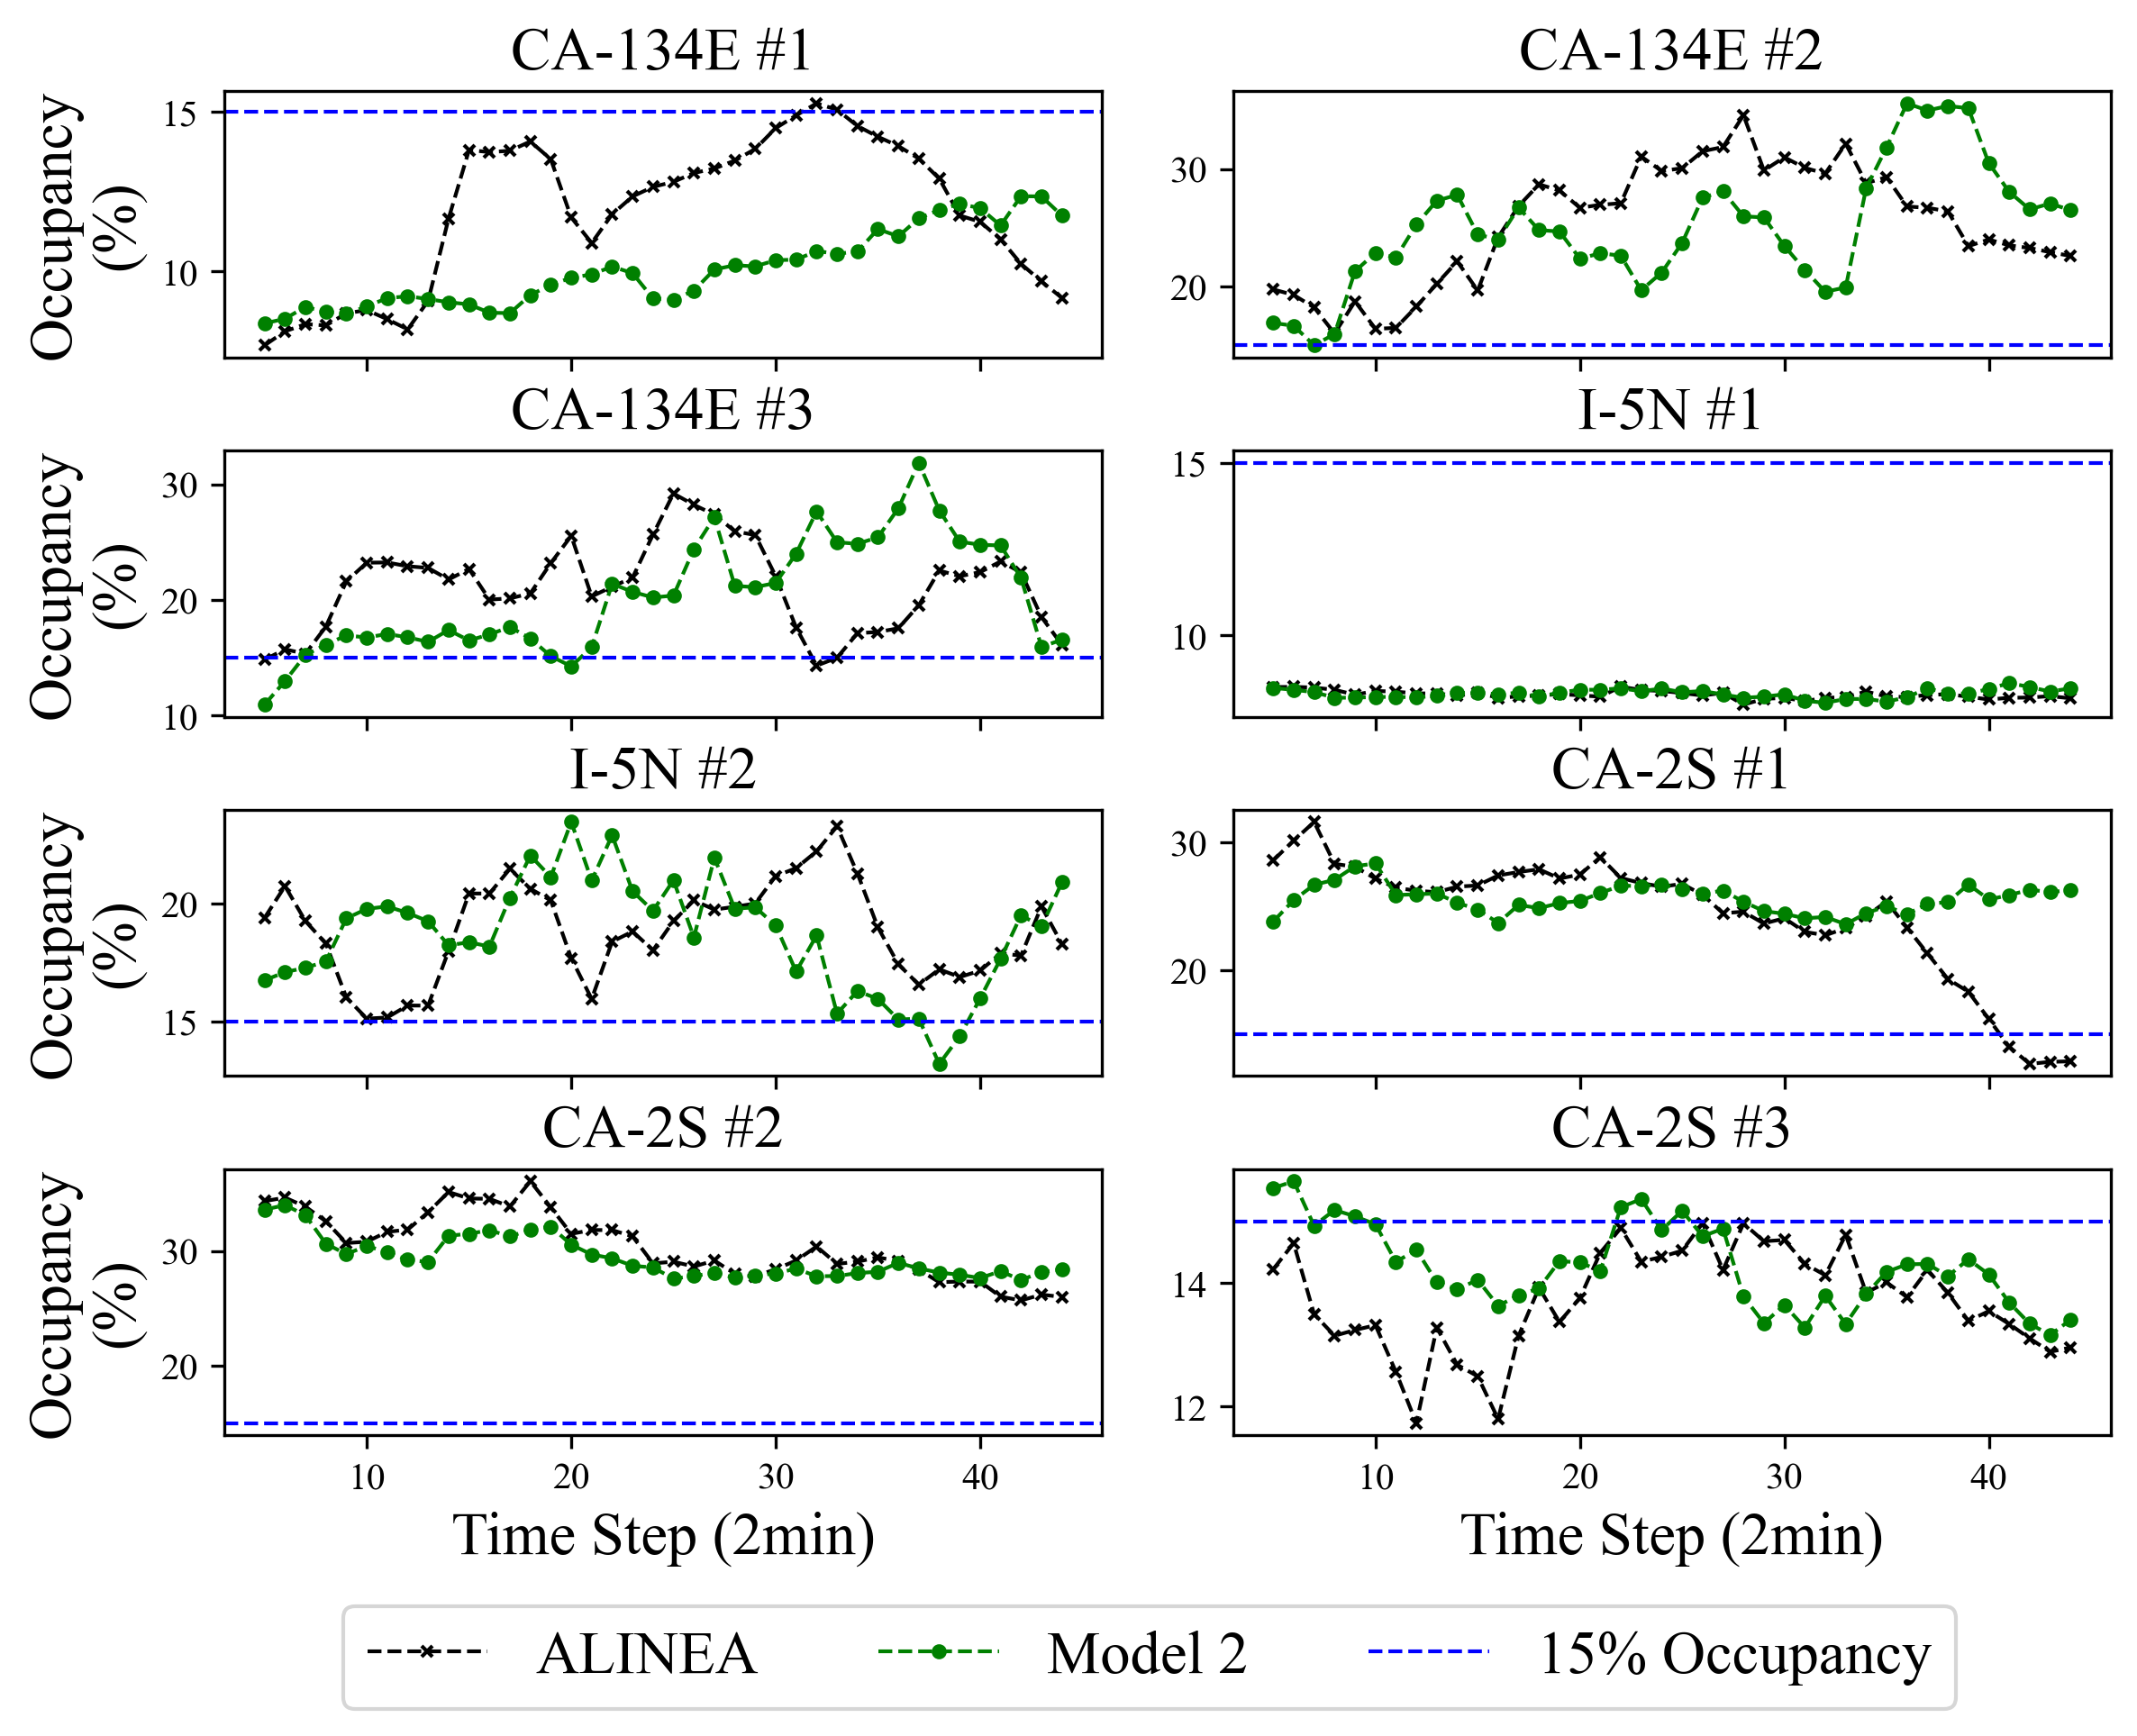 CA-134E #1
CA-134E #2
Occupancy
(%)
15
10
30
20
CA-134E #3
I-5N #1
Occupancy
(%)
30
20
10
15
10
I-5N #2
CA-2S #1
Occupancy
(%)
20
15
30
20
CA-2S #2
CA-2S #3
Occupancy
(%)
30
20
14
12
10 20 30 40
10 20 30 40
Time Step (2min)
Time Step (2min)
ALINEA Model 2 15% Occupancy